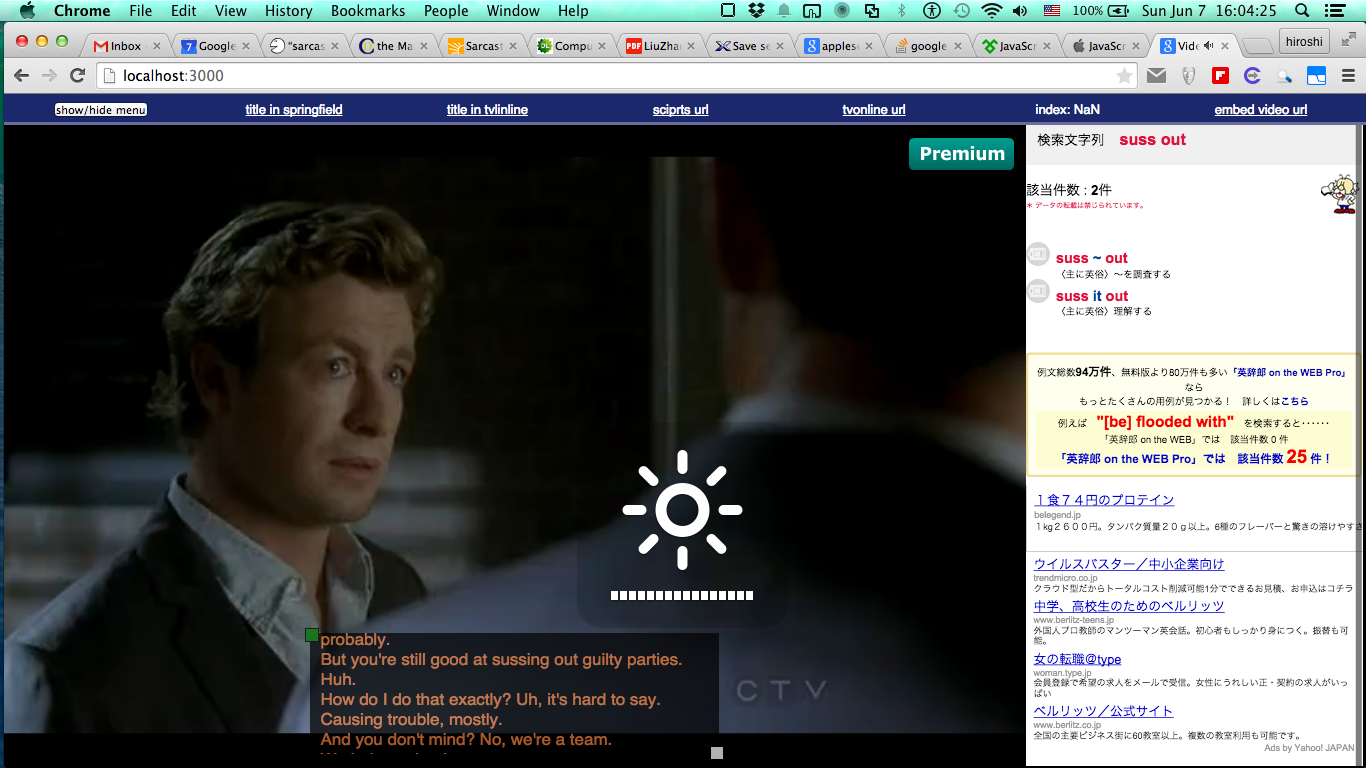 Chrome File Edit View History Bookmarks People Window Help 100% Sun Jun 7 16:04:25
Inbox Google "sarcas the Ma Sarcast Compu LiuZhar Save se applesc google JavaScr JavaScr Vide hiroshi
localhost:3000
show/hide menu title in springfield title in tvlinline sciprts url tvonline url index: NaN embed video url
Premium
検索文字列 suss out
該当件数 : 2件
＊ データの転載は禁じられています。
suss ~ out
〈主に英俗〉～を調査する
suss it out
〈主に英俗〉理解する
例文総数94万件、無料版より80万件も多い「英辞郎 on the WEB Pro」
なら
もっとたくさんの用例が見つかる！ 詳しくはこちら
例えば "[be] flooded with" を検索すると‥‥‥
「英辞郎 on the WEB」では 該当件数 0 件
「英辞郎 on the WEB Pro」では 該当件数 25 件！
１食７４円のプロテイン
belegend.jp
１kg２６００円。タンパク質量２０ｇ以上。6種のフレーバーと驚きの溶けやすさ
ウイルスバスター／中小企業向け
trendmicro.co.jp
クラウド型だからトータルコスト削減可能1分でできるお見積、お申込はコチラ
中学、高校生のためのベルリッツ
www.berlitz-teens.jp
外国人プロ教師のマンツーマン英会話。初心者もしっかり身につく。振替も可
能。
女の転職＠type
woman.type.jp
会員登録で希望の求人をメールで受信。女性にうれしい正・契約の求人がいっ
ぱい
ベルリッツ／公式サイト
www.berlitz.co.jp
全国の主要ビジネス街に60教室以上。複数の教室利用も可能です。
Ads by Yahoo! JAPAN
probably.
But you're still good at sussing out guilty parties.
Huh.
How do I do that exactly? Uh, it's hard to say.
Causing trouble, mostly.
And you don't mind? No, we're a team.
CTV